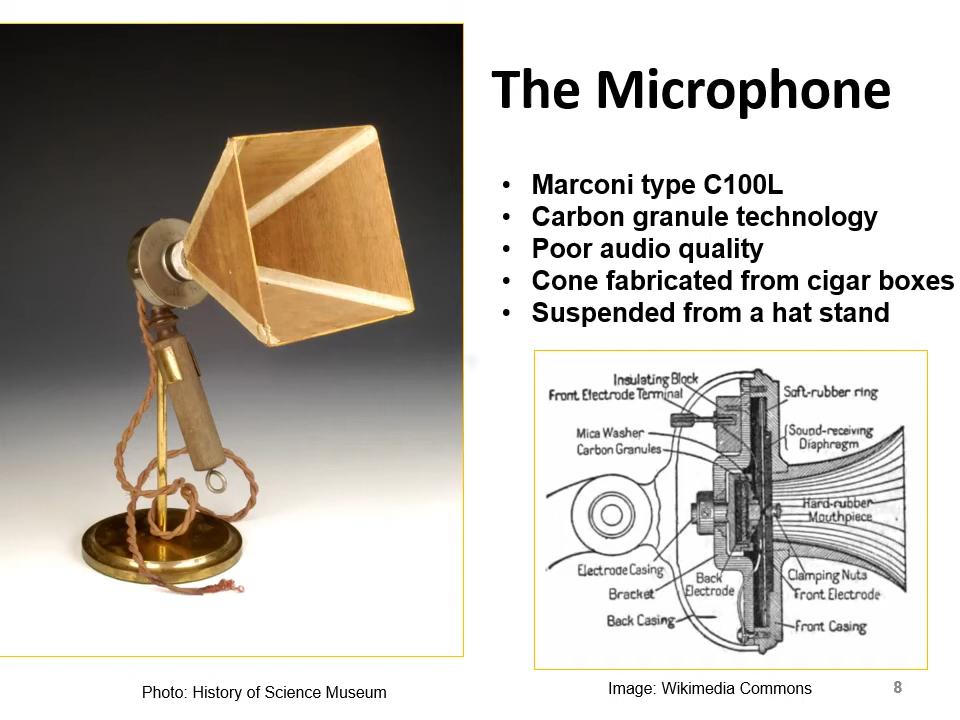 The Microphone
• Marconi type C100L
• Carbon granule technology
• Poor audio quality
• Cone fabricated from cigar boxes
• Suspended from a hat stand
Insulating Block
Front Electrode Terminal
Soft-rubber ring
Mica Washer
Carbon Granules
Sound-receiving
Diaphragm
Hard-rubber
Mouthpiece
Electrode Casing
Back
Electrode
Clamping Nuts
Bracket
Front Electrode
Back Casing
Front Casing
Photo: History of Science Museum
Image: Wikimedia Commons
8